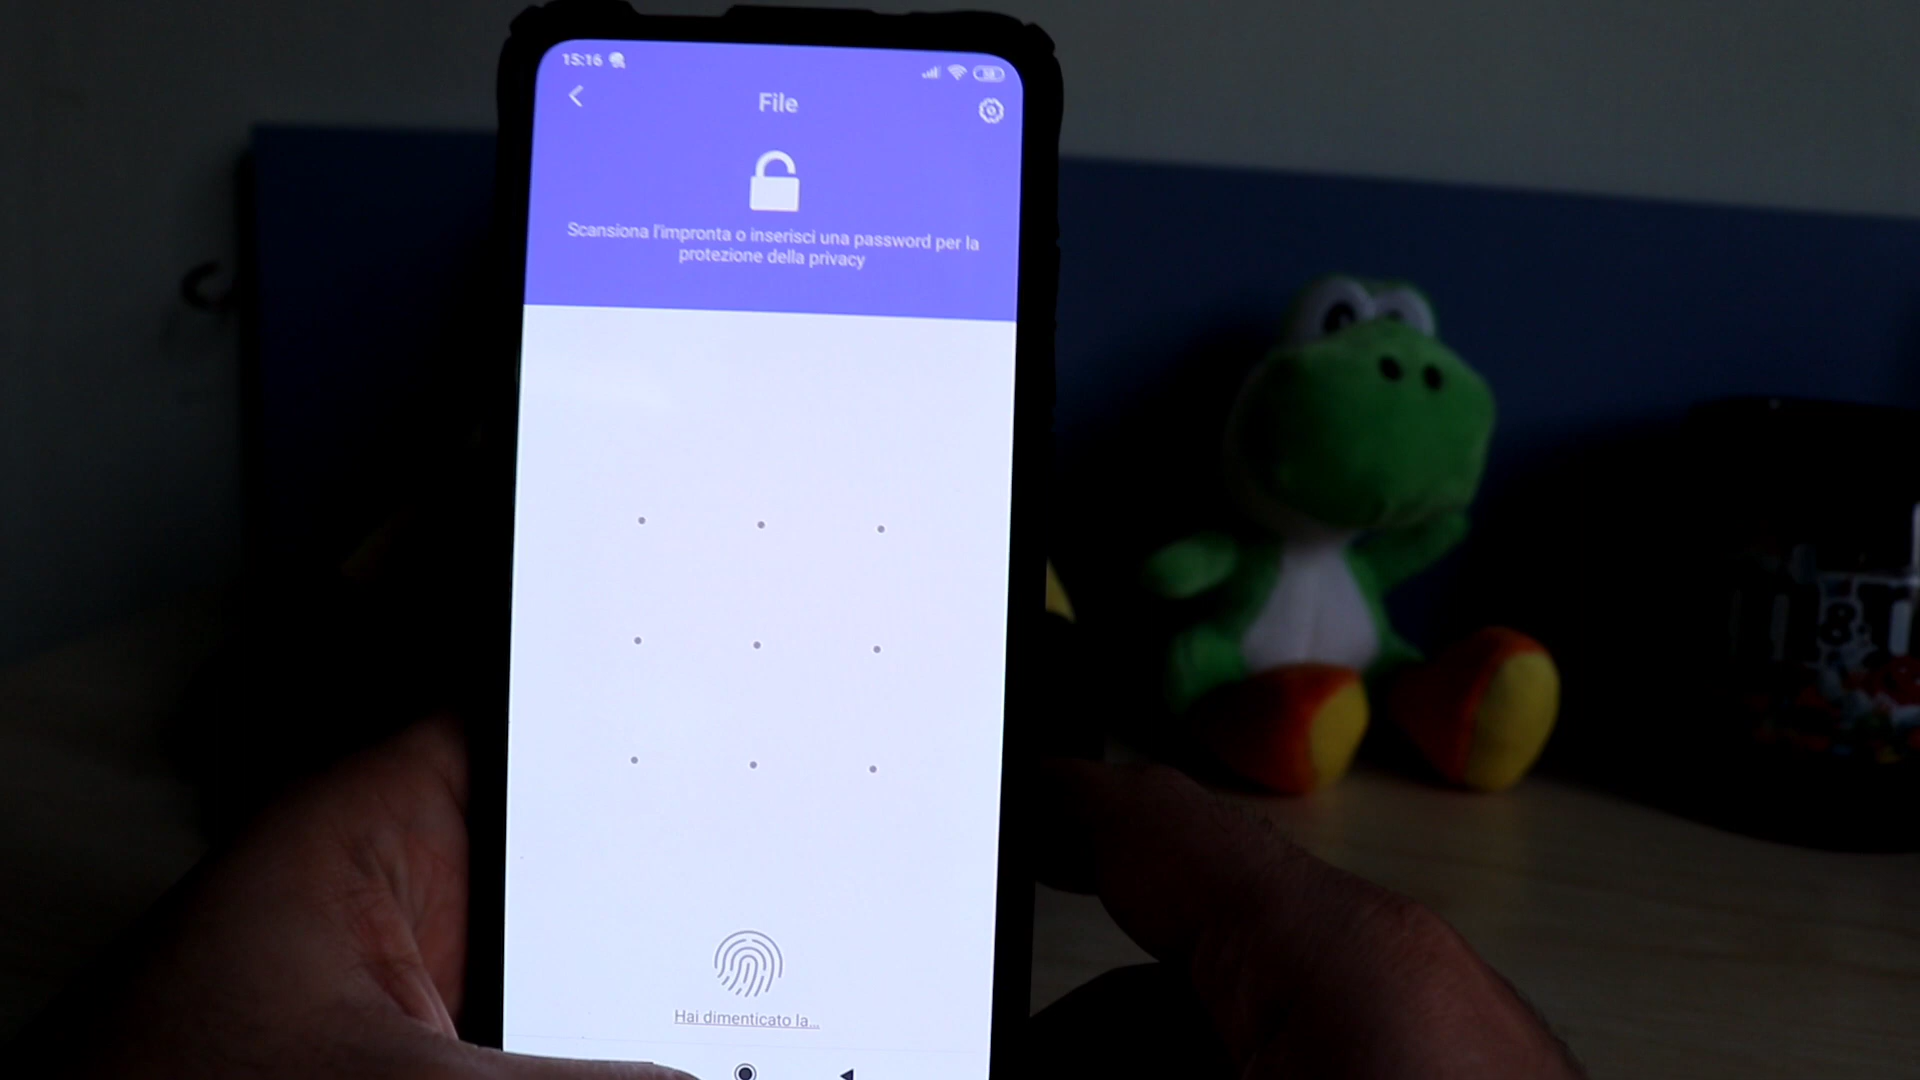 15:16
File
Scansiona l'impronta o inserisci una password per la
protezione della privacy
Hai dimenticato la...